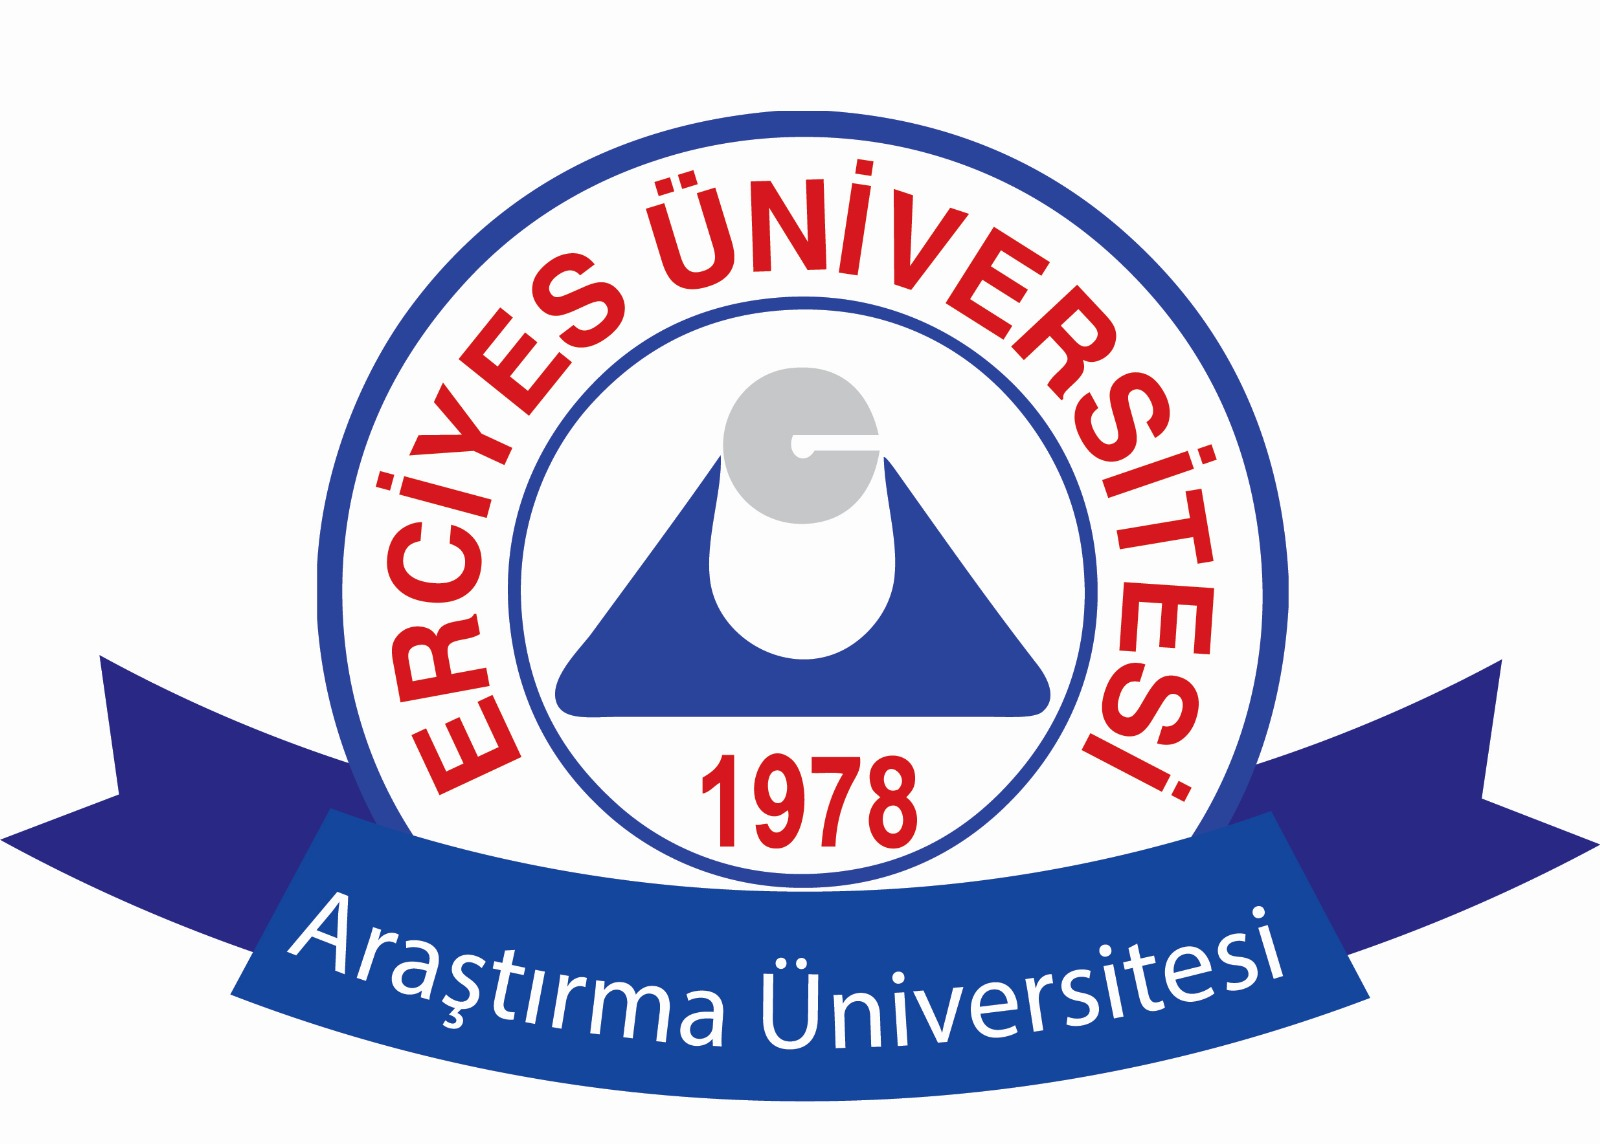 ERCİYES ÜNİVERSİTESİ
1978
Araştırma Üniversitesi